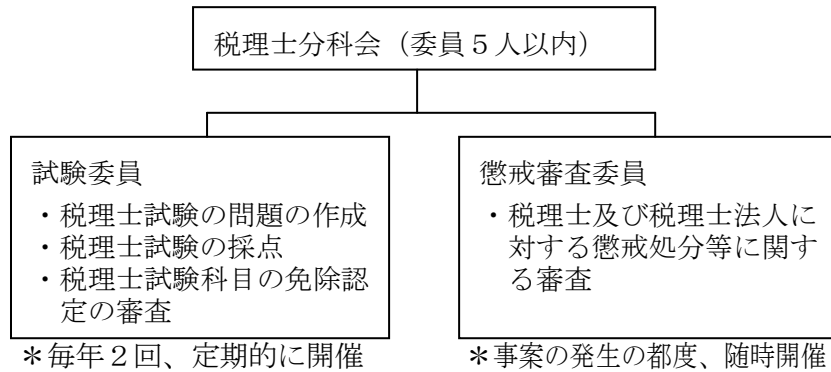 税理士分科会（委員５人以内）
試験委員
・税理士試験の問題の作成
・税理士試験の採点
・税理士試験科目の免除認
定の審査
＊毎年２回、定期的に開催
懲戒審査委員
・税理士及び税理士法人に
対する懲戒処分等に関す
る審査
＊事案の発生の都度、随時開催